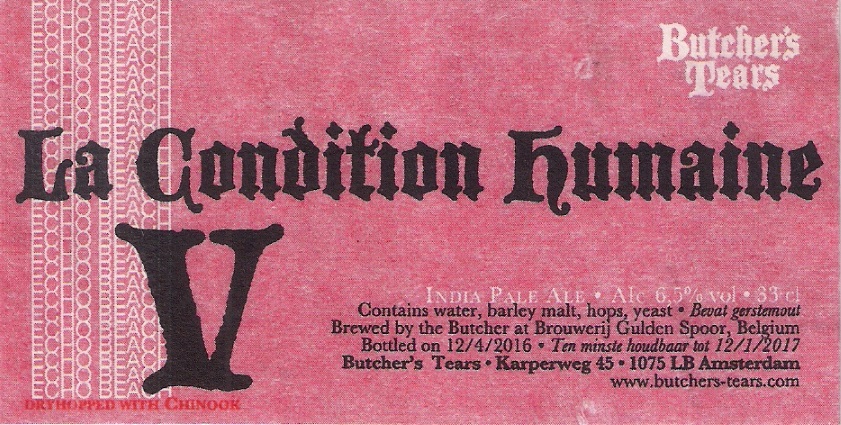 Butcher's
Tears
ECHO BEACH
La Condition Humaine
V
India Pale Ale • Alc 6,5% vol • 33 cl
Contains water, barley malt, hops, yeast • Bevat gerstemout
Brewed by the Butcher at Brouwerij Gulden Spoor, Belgium
Bottled on 12/4/2016 • Ten minste houdbaar tot 12/1/2017
Butcher's Tears • Karperweg 45 • 1075 LB Amsterdam
www.butchers-tears.com
Dryhopped with Chinook